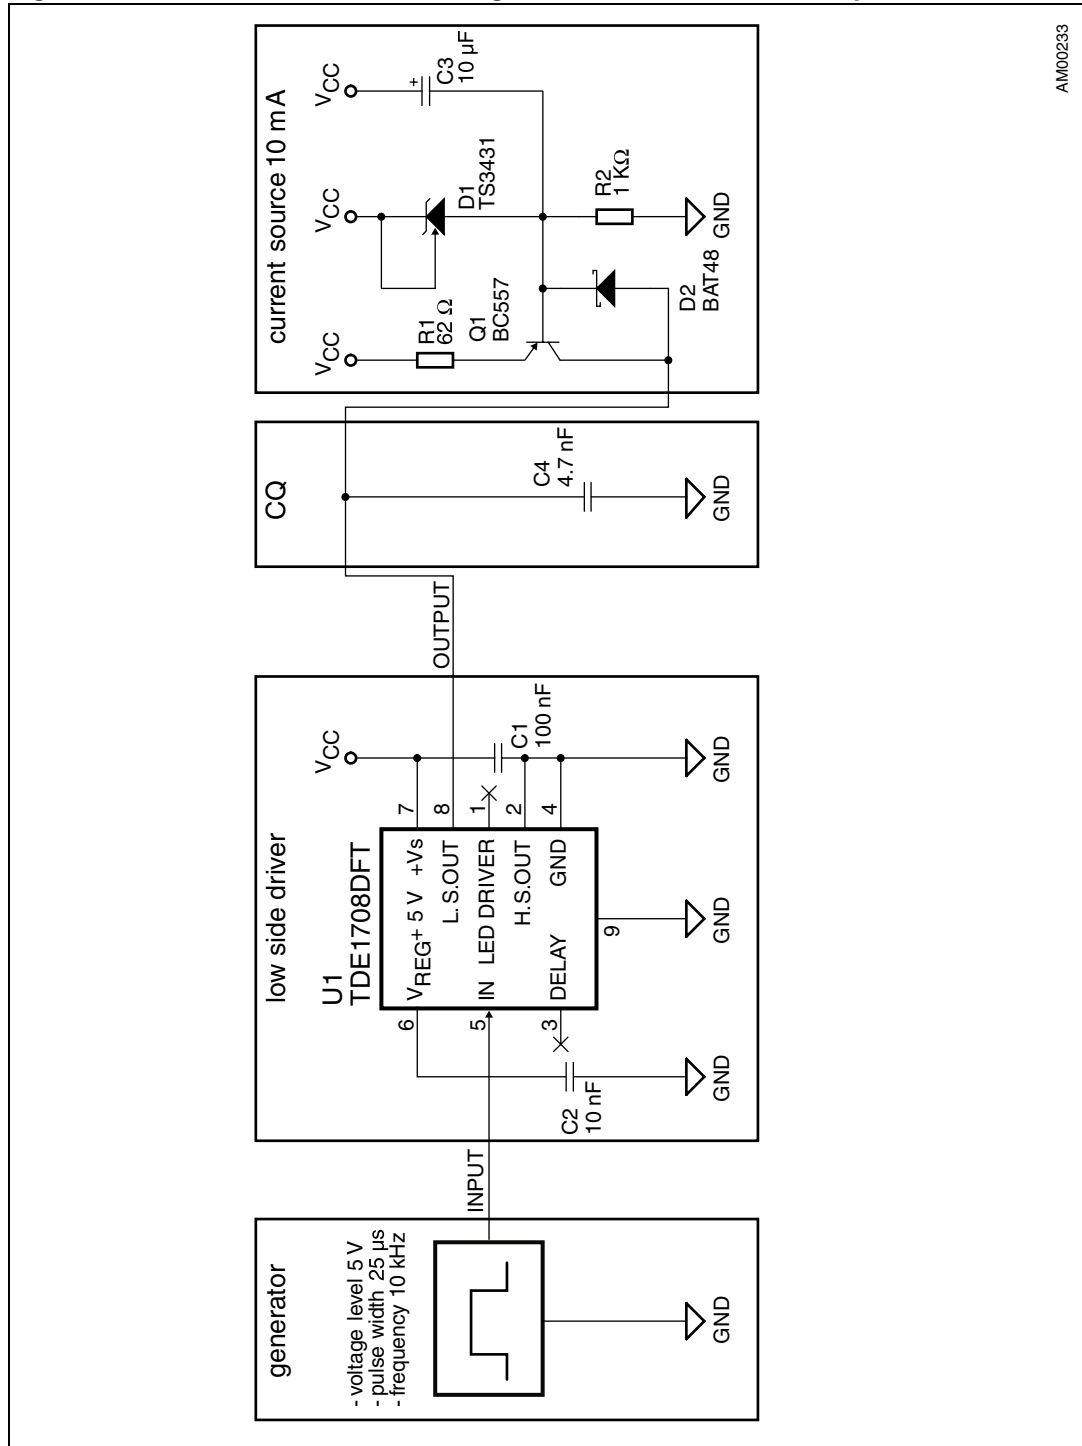 generator
- voltage level 5 V
- pulse width 25 µs
- frequency 10 kHz
GND
INPUT
low side driver
U1
TDE1708DFT
VREG+ 5 V +Vs
L.S.OUT
IN LED DRIVER
H.S.OUT
DELAY GND
6
5
3
7
8
1
2
4
9
C2
10 nF
GND
GND
VCC
C1
100 nF
GND
OUTPUT
CQ
C4
4.7 nF
GND
current source 10 mA
VCC
R1
62 Ω
Q1
BC557
VCC
D1
TS3431
VCC
+
C3
10 µF
D2
BAT48
R2
1 KΩ
GND
AM00233